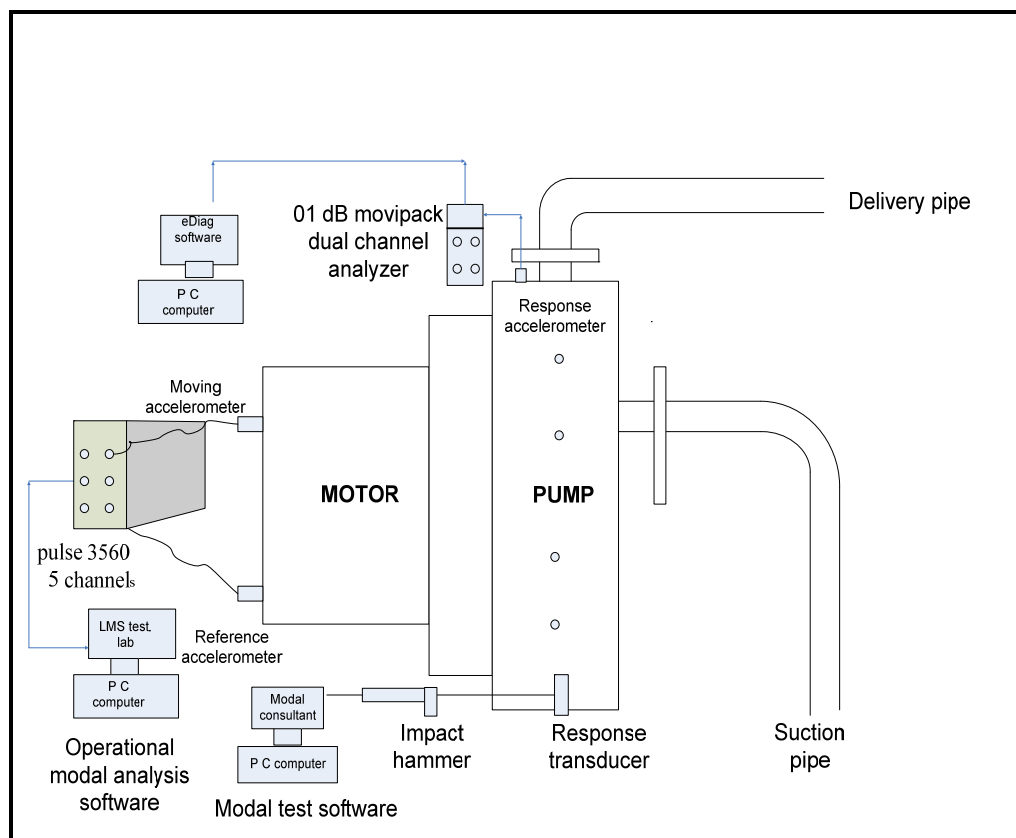 Delivery pipe
eDiag
software
P C
computer
01 dB movipack
dual channel
analyzer
Response
accelerometer
Moving
accelerometer
MOTOR
PUMP
pulse 3560
5 channels
LMS test.
lab
P C
computer
Operational
modal analysis
software
Reference
accelerometer
Modal
consultant
P C computer
Modal test software
Impact
hammer
Response
transducer
Suction
pipe